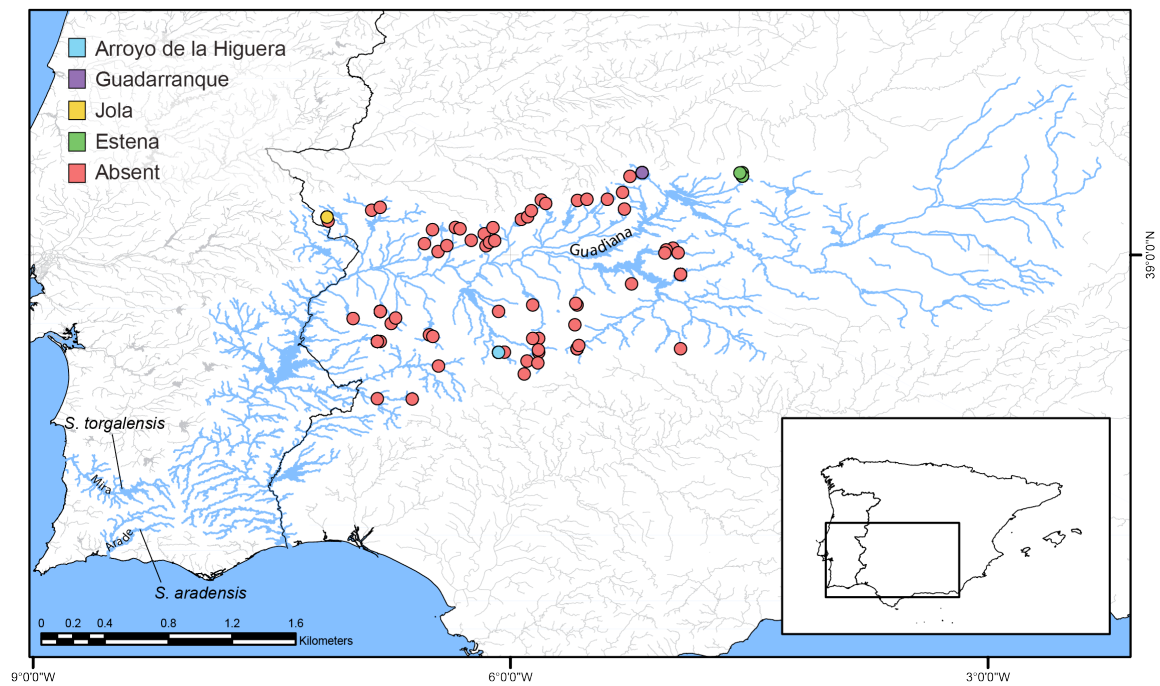 Arroyo de la Higuera
Guadarranque
Jola
Estena
Absent
Guadiana
39°0'0"N
S. torgalensis
Mira
Arade
S. aradensis
0 0.2 0.4 0.8 1.2 1.6
Kilometers
9°0'0"W 6°0'0"W 3°0'0"W